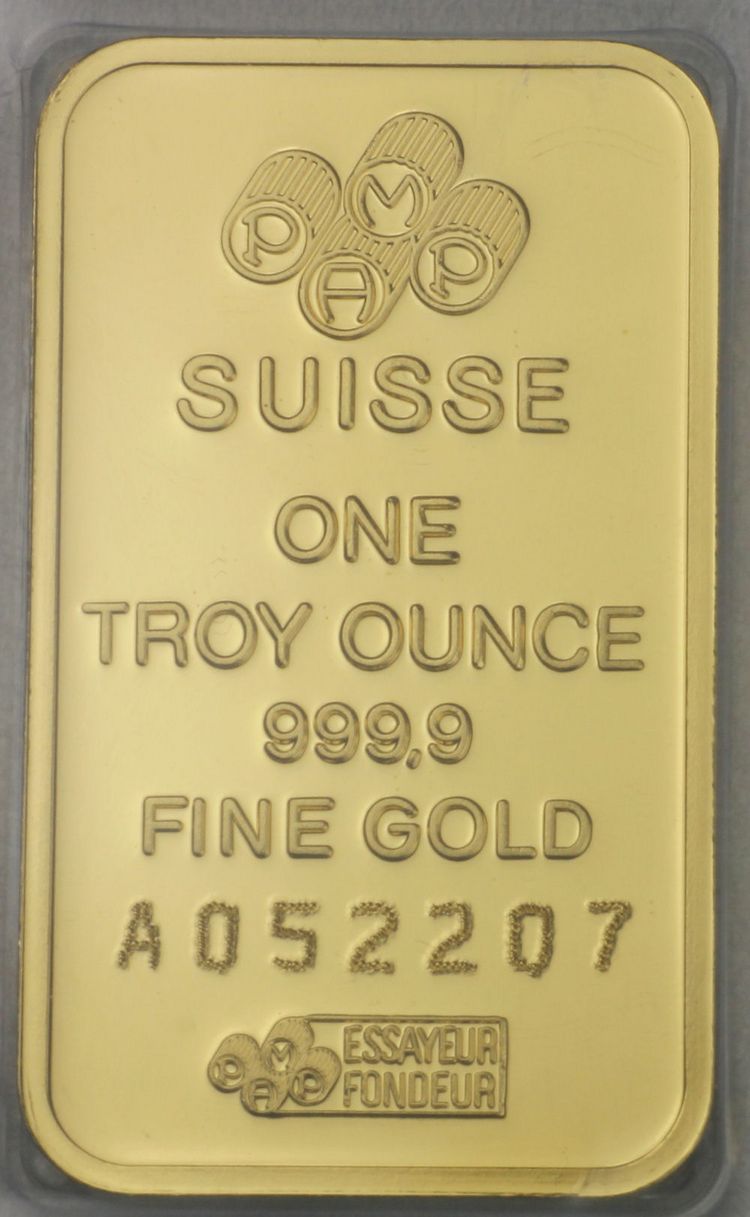 PAMP
SUISSE
ONE
TROY OUNCE
999,9
FINE GOLD
A052207
PAMP ESSAYEUR
FONDEUR